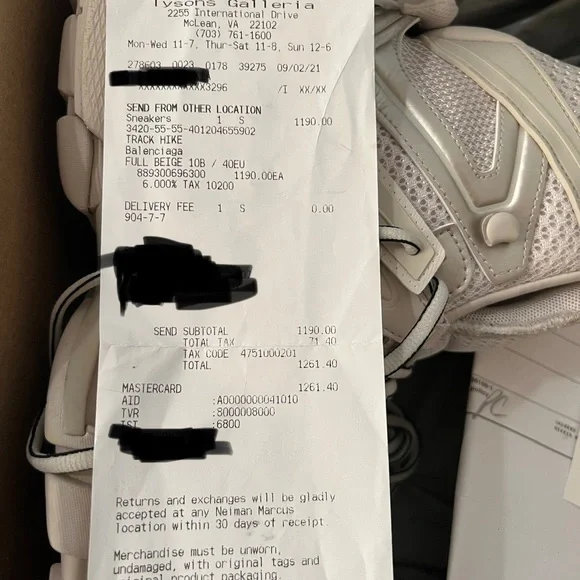 Tysons Galleria
2255 International Drive
McLean, VA 22102
(703) 761-1600
Mon-Wed 11-7, Thur-Sat 11-8, Sun 12-6
278603 0023 0178 39275 09/02/21
XXXXXXXXXXXX3296 /I XX/XX
SEND FROM OTHER LOCATION
Sneakers 1 S 1190.00
3420-55-55-401204655902
TRACK HIKE
Balenciaga
FULL BEIGE 10B / 40EU
889300696300 1190.00EA
6.000% TAX 10200
DELIVERY FEE 1 S 0.00
904-7-7
SEND SUBTOTAL 1190.00
TOTAL TAX 71.40
TAX CODE 4751000201
TOTAL 1261.40
MASTERCARD 1261.40
AID :A0000000041010
TVR :8000008000
TST :6800
Returns and exchanges will be gladly
accepted at any Neiman Marcus
location within 30 days of receipt.
Merchandise must be unworn,
undamaged, with original tags and
original product packaging.